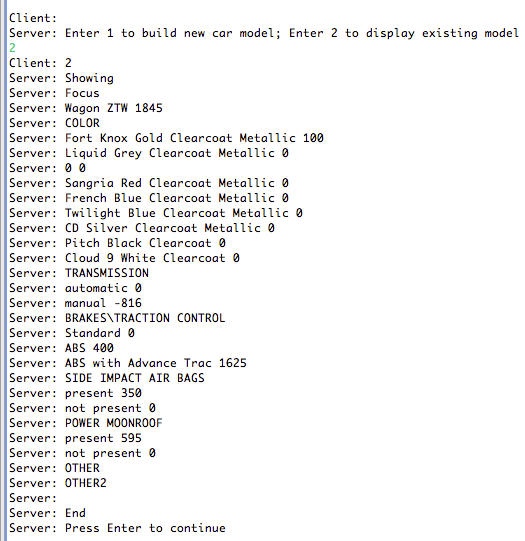 Client:
Server: Enter 1 to build new car model; Enter 2 to display existing model
2
Client: 2
Server: Showing
Server: Focus
Server: Wagon ZTW 1845
Server: COLOR
Server: Fort Knox Gold Clearcoat Metallic 100
Server: Liquid Grey Clearcoat Metallic 0
Server: 0 0
Server: Sangria Red Clearcoat Metallic 0
Server: French Blue Clearcoat Metallic 0
Server: Twilight Blue Clearcoat Metallic 0
Server: CD Silver Clearcoat Metallic 0
Server: Pitch Black Clearcoat 0
Server: Cloud 9 White Clearcoat 0
Server: TRANSMISSION
Server: automatic 0
Server: manual -816
Server: BRAKES\TRACTION CONTROL
Server: Standard 0
Server: ABS 400
Server: ABS with Advance Trac 1625
Server: SIDE IMPACT AIR BAGS
Server: present 350
Server: not present 0
Server: POWER MOONROOF
Server: present 595
Server: not present 0
Server: OTHER
Server: OTHER2
Server:
Server: End
Server: Press Enter to continue